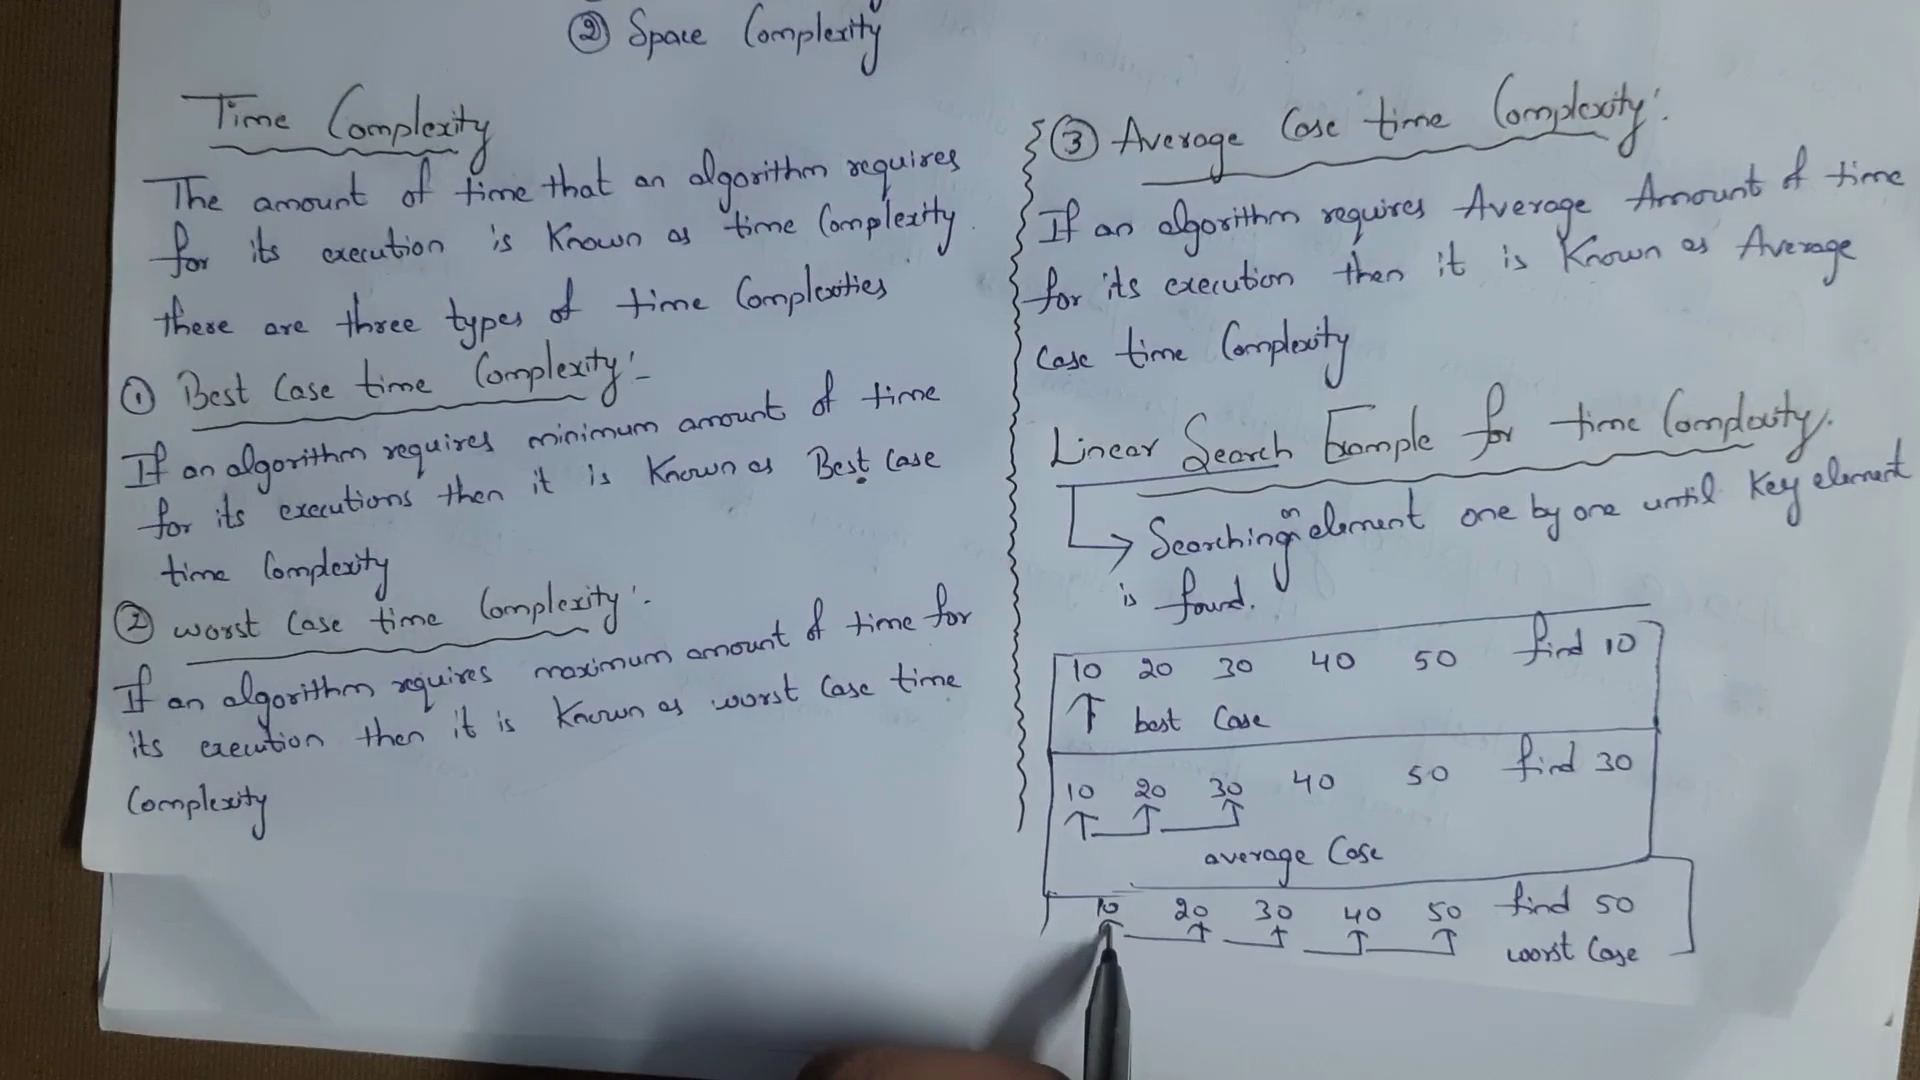 ② Space Complexity
Time Complexity
The amount of time that an algorithm requires
for its execution is Known as time Complexity.
there are three types of time Complexities
① Best Case time Complexity:-
If an algorithm requires minimum amount of time
for its executions then it is Known as Best Case
time Complexity
② worst Case time Complexity:-
If an algorithm requires maximum amount of time for
its execution then it is Known as worst Case time
Complexity
③ Average Case time Complexity:
If an algorithm requires Average Amount of time
for its execution then it is Known as Average
Case time Complexity
Linear Search Example for time Complexity.
→ Searching an element one by one until Key element
is found.
10 20 30 40 50 find 10
↑ best Case
10 20 30 40 50 find 30
average Case
10 20 30 40 50 find 50
worst Case